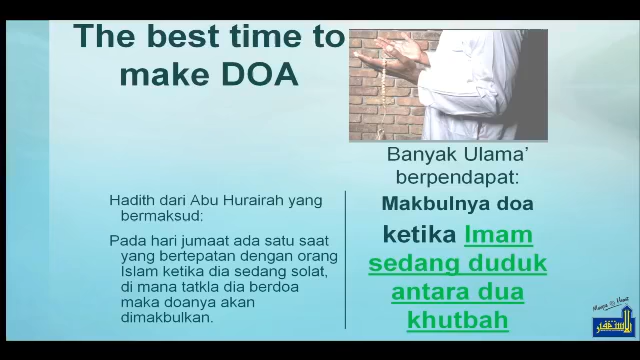 The best time to
make DOA
Hadith dari Abu Hurairah yang
bermaksud:
Pada hari jumaat ada satu saat
yang bertepatan dengan orang
Islam ketika dia sedang solat,
di mana tatkla dia berdoa
maka doanya akan
dimakbulkan.
Banyak Ulama’
berpendapat:
Makbulnya doa
ketika Imam
sedang duduk
antara dua
khutbah